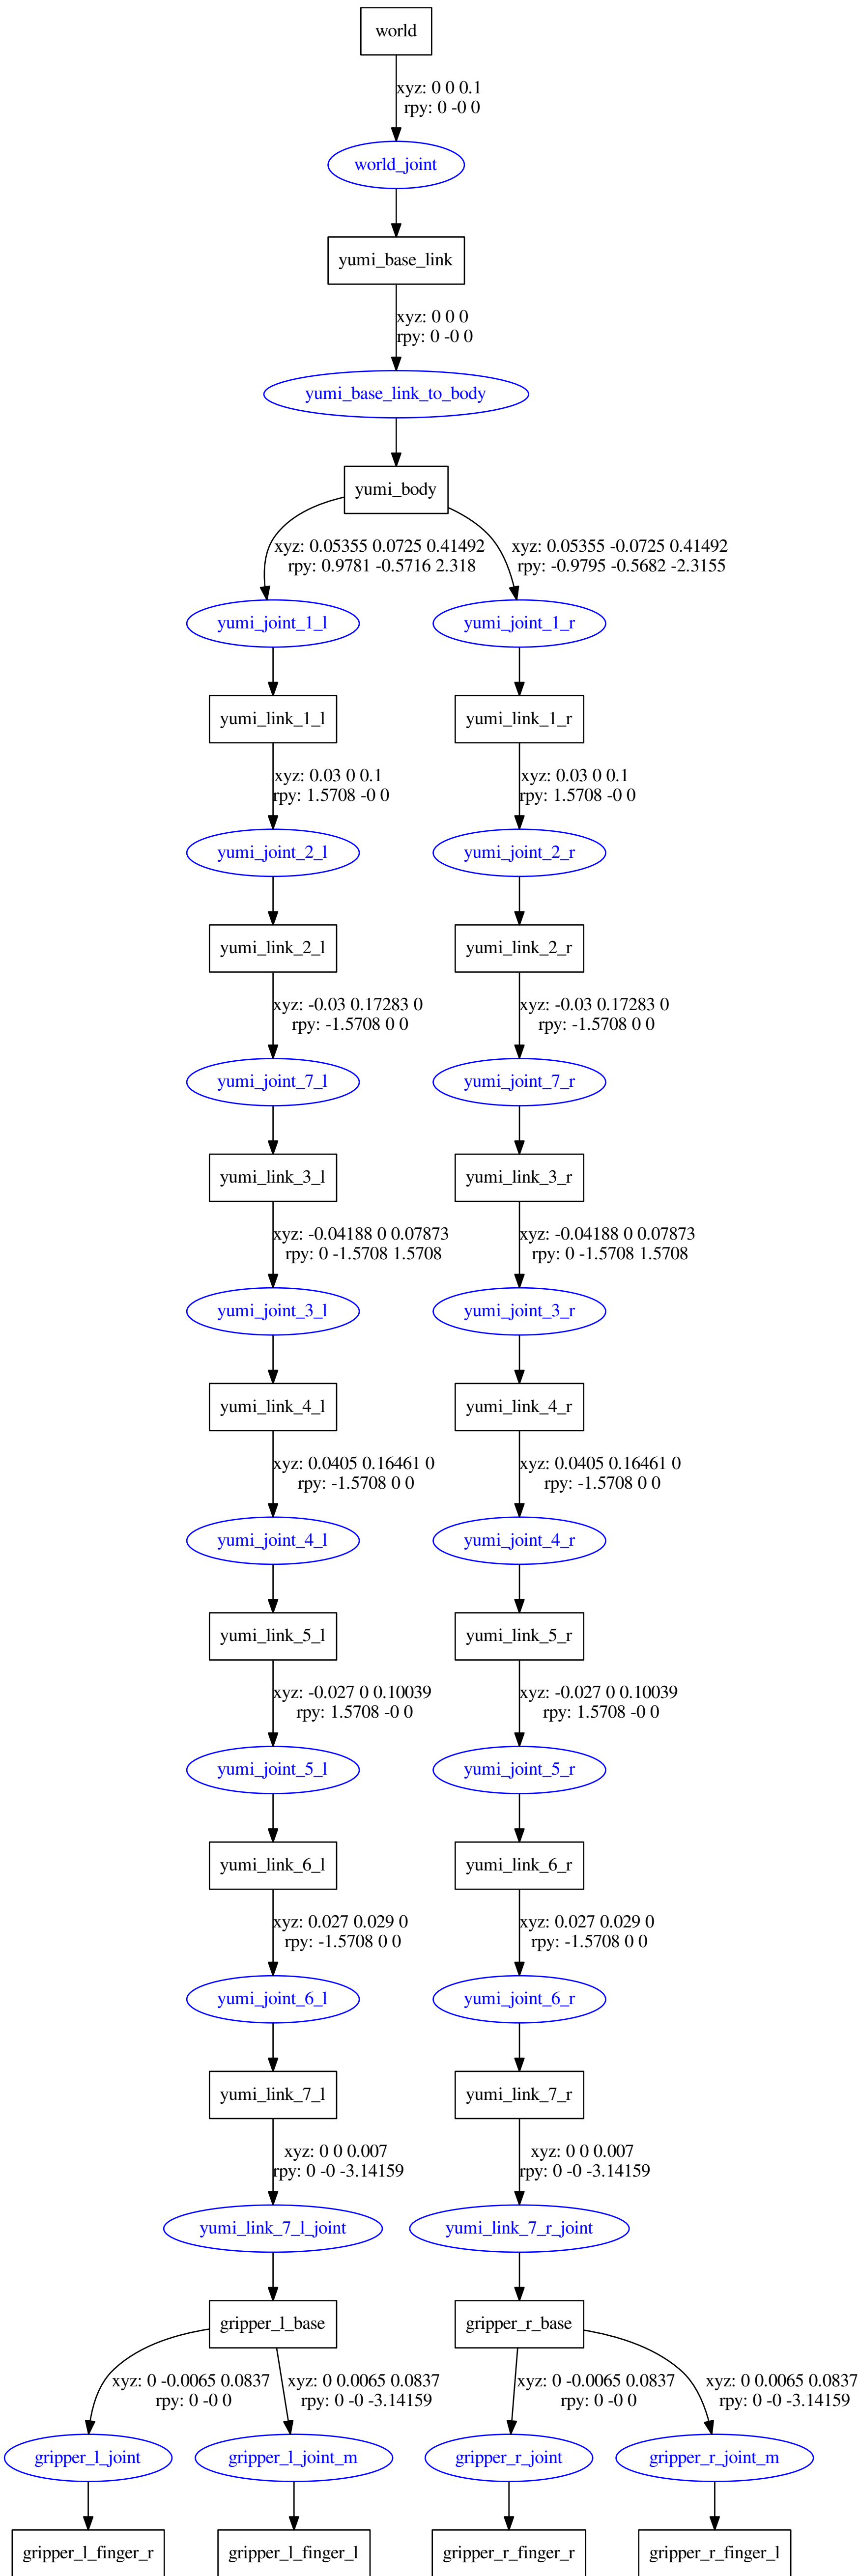 world
xyz: 0 0 0.1
rpy: 0 -0 0
world_joint
yumi_base_link
xyz: 0 0 0
rpy: 0 -0 0
yumi_base_link_to_body
yumi_body
xyz: 0.05355 0.0725 0.41492
rpy: 0.9781 -0.5716 2.318
xyz: 0.05355 -0.0725 0.41492
rpy: -0.9795 -0.5682 -2.3155
yumi_joint_1_l
yumi_joint_1_r
yumi_link_1_l
yumi_link_1_r
xyz: 0.03 0 0.1
rpy: 1.5708 -0 0
xyz: 0.03 0 0.1
rpy: 1.5708 -0 0
yumi_joint_2_l
yumi_joint_2_r
yumi_link_2_l
yumi_link_2_r
xyz: -0.03 0.17283 0
rpy: -1.5708 0 0
xyz: -0.03 0.17283 0
rpy: -1.5708 0 0
yumi_joint_7_l
yumi_joint_7_r
yumi_link_3_l
yumi_link_3_r
xyz: -0.04188 0 0.07873
rpy: 0 -1.5708 1.5708
xyz: -0.04188 0 0.07873
rpy: 0 -1.5708 1.5708
yumi_joint_3_l
yumi_joint_3_r
yumi_link_4_l
yumi_link_4_r
xyz: 0.0405 0.16461 0
rpy: -1.5708 0 0
xyz: 0.0405 0.16461 0
rpy: -1.5708 0 0
yumi_joint_4_l
yumi_joint_4_r
yumi_link_5_l
yumi_link_5_r
xyz: -0.027 0 0.10039
rpy: 1.5708 -0 0
xyz: -0.027 0 0.10039
rpy: 1.5708 -0 0
yumi_joint_5_l
yumi_joint_5_r
yumi_link_6_l
yumi_link_6_r
xyz: 0.027 0.029 0
rpy: -1.5708 0 0
xyz: 0.027 0.029 0
rpy: -1.5708 0 0
yumi_joint_6_l
yumi_joint_6_r
yumi_link_7_l
yumi_link_7_r
xyz: 0 0 0.007
rpy: 0 -0 -3.14159
xyz: 0 0 0.007
rpy: 0 -0 -3.14159
yumi_link_7_l_joint
yumi_link_7_r_joint
gripper_l_base
gripper_r_base
xyz: 0 -0.0065 0.0837
rpy: 0 -0 0
xyz: 0 0.0065 0.0837
rpy: 0 -0 -3.14159
xyz: 0 -0.0065 0.0837
rpy: 0 -0 0
xyz: 0 0.0065 0.0837
rpy: 0 -0 -3.14159
gripper_l_joint
gripper_l_joint_m
gripper_r_joint
gripper_r_joint_m
gripper_l_finger_r
gripper_l_finger_l
gripper_r_finger_r
gripper_r_finger_l